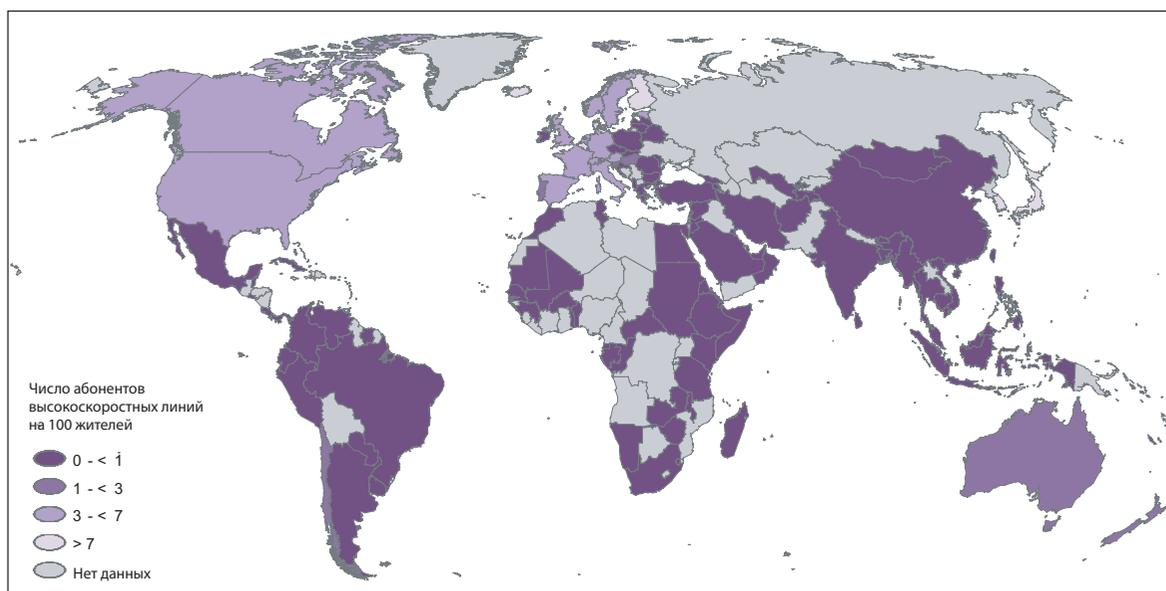 Число абонентов
высокоскоростных линий
на 100 жителей
0 - < 1
1 - < 3
3 - < 7
> 7
Нет данных